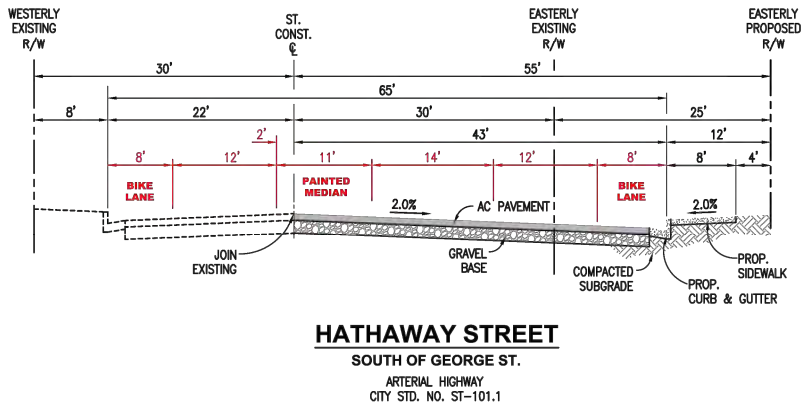 WESTERLY
EXISTING
R/W
ST.
CONST.
℄
EASTERLY
EXISTING
R/W
EASTERLY
PROPOSED
R/W
30'
55'
65'
8'
22'
30'
25'
2'
43'
12'
8'
12'
11'
14'
12'
8'
8'
4'
BIKE
LANE
PAINTED
MEDIAN
BIKE
LANE
2.0%
AC PAVEMENT
2.0%
JOIN
EXISTING
GRAVEL
BASE
COMPACTED
SUBGRADE
PROP.
SIDEWALK
PROP.
CURB & GUTTER
HATHAWAY STREET
SOUTH OF GEORGE ST.
ARTERIAL HIGHWAY
CITY STD. NO. ST-101.1